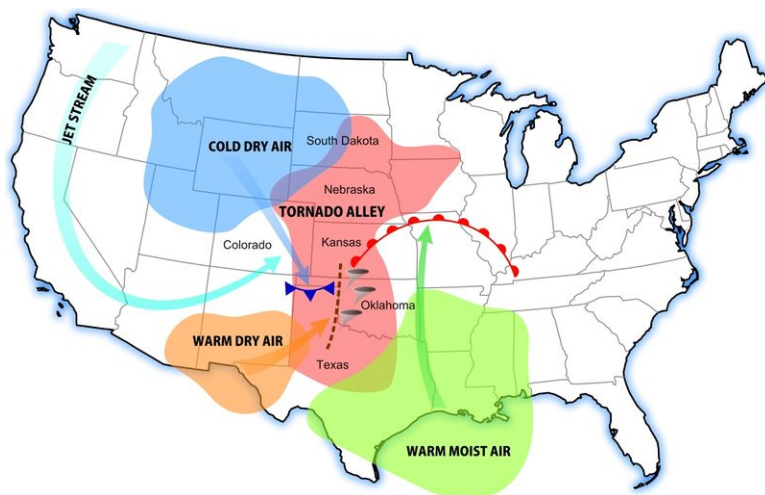 JET STREAM
COLD DRY AIR
South Dakota
Nebraska
TORNADO ALLEY
Colorado
Kansas
Oklahoma
WARM DRY AIR
Texas
WARM MOIST AIR